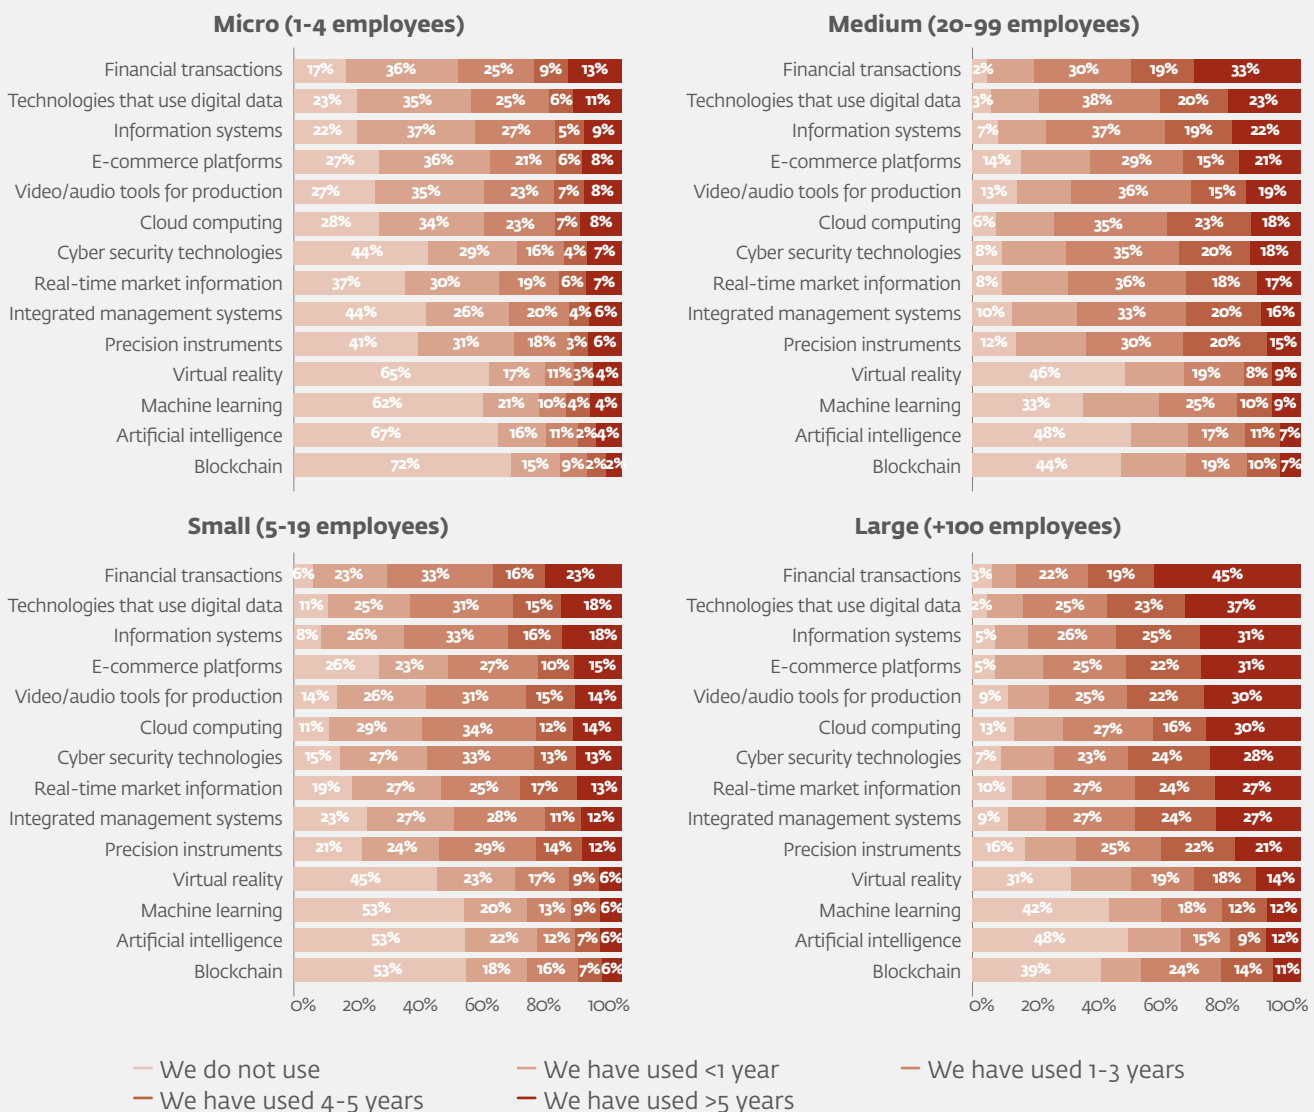 Micro (1-4 employees)
Financial transactions 17% 36% 25% 9% 13%
Technologies that use digital data 23% 35% 25% 6% 11%
Information systems 22% 37% 27% 5% 9%
E-commerce platforms 27% 36% 21% 6% 8%
Video/audio tools for production 27% 35% 23% 7% 8%
Cloud computing 28% 34% 23% 7% 8%
Cyber security technologies 44% 29% 16% 4% 7%
Real-time market information 37% 30% 19% 6% 7%
Integrated management systems 44% 26% 20% 4% 6%
Precision instruments 41% 31% 18% 3% 6%
Virtual reality 65% 17% 11% 3% 4%
Machine learning 62% 21% 10% 4% 4%
Artificial intelligence 67% 16% 11% 2% 4%
Blockchain 72% 15% 9% 2% 2%
Medium (20-99 employees)
Financial transactions 2% 30% 19% 33%
Technologies that use digital data 3% 38% 20% 23%
Information systems 7% 37% 19% 22%
E-commerce platforms 14% 29% 15% 21%
Video/audio tools for production 13% 36% 15% 19%
Cloud computing 6% 35% 23% 18%
Cyber security technologies 8% 35% 20% 18%
Real-time market information 8% 36% 18% 17%
Integrated management systems 10% 33% 20% 16%
Precision instruments 12% 30% 20% 15%
Virtual reality 46% 19% 8% 9%
Machine learning 33% 25% 10% 9%
Artificial intelligence 48% 17% 11% 7%
Blockchain 44% 19% 10% 7%
Small (5-19 employees)
Financial transactions 6% 23% 33% 16% 23%
Technologies that use digital data 11% 25% 31% 15% 18%
Information systems 8% 26% 33% 16% 18%
E-commerce platforms 26% 23% 27% 10% 15%
Video/audio tools for production 14% 26% 31% 15% 14%
Cloud computing 11% 29% 34% 12% 14%
Cyber security technologies 15% 27% 33% 13% 13%
Real-time market information 19% 27% 25% 17% 13%
Integrated management systems 23% 27% 28% 11% 12%
Precision instruments 21% 24% 29% 14% 12%
Virtual reality 45% 23% 17% 9% 6%
Machine learning 53% 20% 13% 9% 6%
Artificial intelligence 53% 22% 12% 7% 6%
Blockchain 53% 18% 16% 7% 6%
0% 20% 40% 60% 80% 100%
Large (+100 employees)
Financial transactions 3% 22% 19% 45%
Technologies that use digital data 2% 25% 23% 37%
Information systems 5% 26% 25% 31%
E-commerce platforms 5% 25% 22% 31%
Video/audio tools for production 9% 25% 22% 30%
Cloud computing 13% 27% 16% 30%
Cyber security technologies 7% 23% 24% 28%
Real-time market information 10% 27% 24% 27%
Integrated management systems 9% 27% 24% 27%
Precision instruments 16% 25% 22% 21%
Virtual reality 31% 19% 18% 14%
Machine learning 42% 18% 12% 12%
Artificial intelligence 48% 15% 9% 12%
Blockchain 39% 24% 14% 11%
0% 20% 40% 60% 80% 100%
We do not use
We have used <1 year
We have used 1-3 years
We have used 4-5 years
We have used >5 years